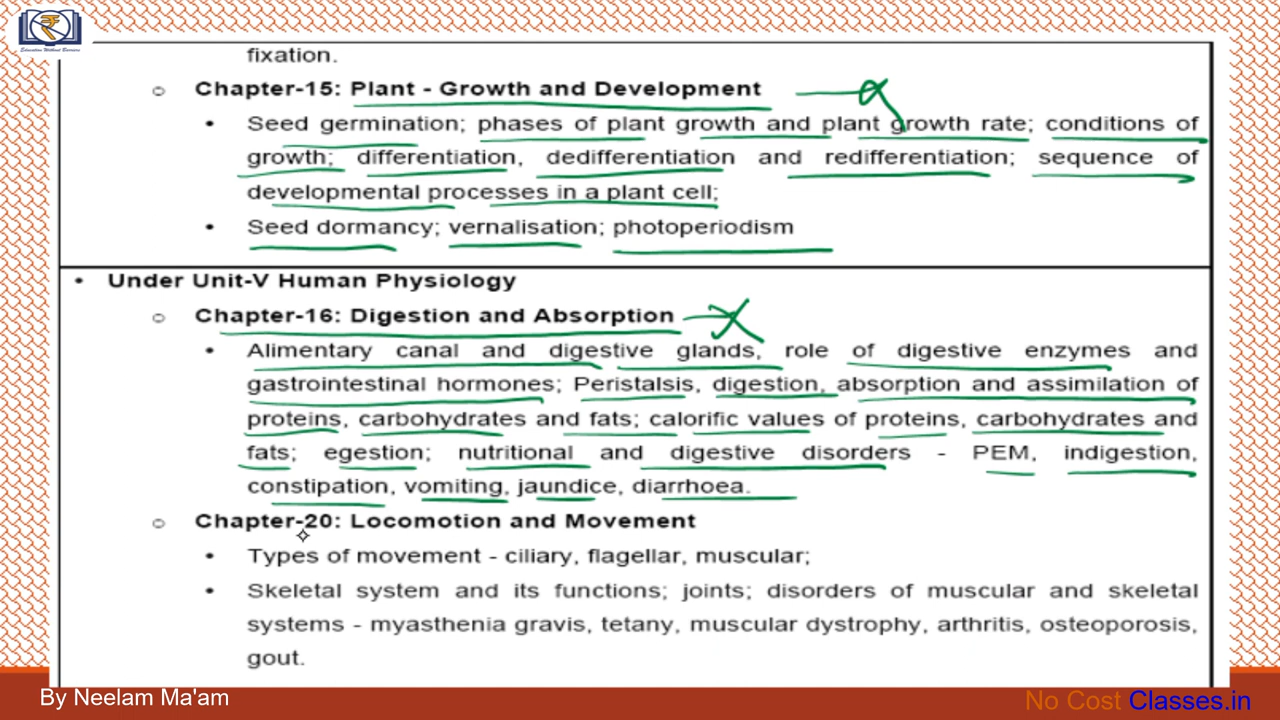 Education Without Barriers
fixation.
o Chapter-15: Plant - Growth and Development
• Seed germination; phases of plant growth and plant growth rate; conditions of
growth; differentiation, dedifferentiation and redifferentiation; sequence of
developmental processes in a plant cell;
• Seed dormancy; vernalisation; photoperiodism
• Under Unit-V Human Physiology
o Chapter-16: Digestion and Absorption
• Alimentary canal and digestive glands, role of digestive enzymes and
gastrointestinal hormones; Peristalsis, digestion, absorption and assimilation of
proteins, carbohydrates and fats; calorific values of proteins, carbohydrates and
fats; egestion; nutritional and digestive disorders - PEM, indigestion,
constipation, vomiting, jaundice, diarrhoea.
o Chapter-20: Locomotion and Movement
• Types of movement - ciliary, flagellar, muscular;
• Skeletal system and its functions; joints; disorders of muscular and skeletal
systems - myasthenia gravis, tetany, muscular dystrophy, arthritis, osteoporosis,
gout.
By Neelam Ma'am
No Cost Classes.in